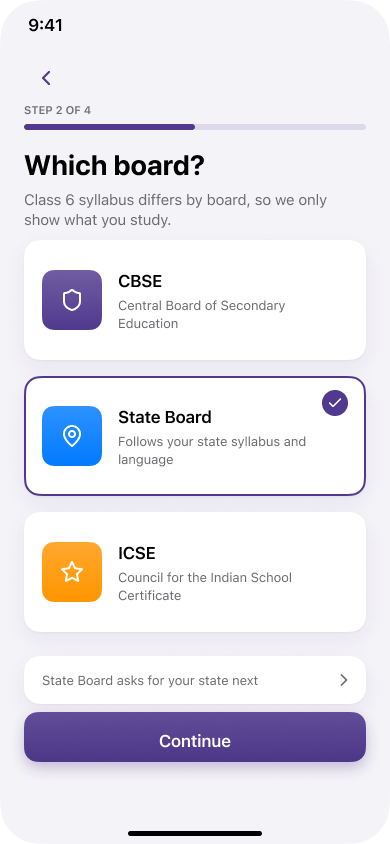 9:41
STEP 2 OF 4
Which board?
Class 6 syllabus differs by board, so we only
show what you study.
CBSE
Central Board of Secondary
Education
State Board
Follows your state syllabus and
language
ICSE
Council for the Indian School
Certificate
State Board asks for your state next
Continue